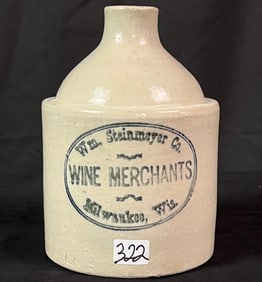 Wm. Steinmeyer Co.
WINE MERCHANTS
Milwaukee, Wis.
322